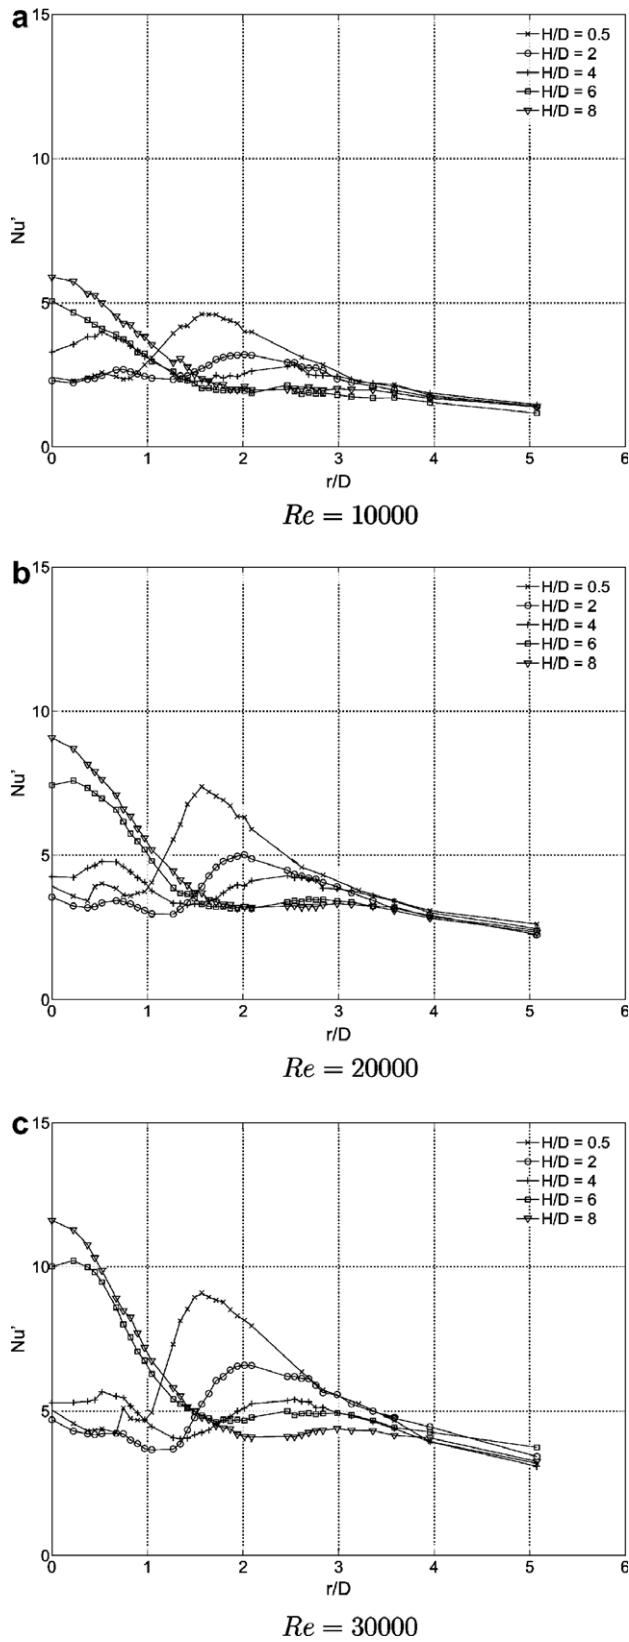 a
15
10
5
0
Nu'
H/D = 0.5
H/D = 2
H/D = 4
H/D = 6
H/D = 8
0 1 2 3 4 5 6
r/D
Re = 10000
b
15
10
5
0
Nu'
H/D = 0.5
H/D = 2
H/D = 4
H/D = 6
H/D = 8
0 1 2 3 4 5 6
r/D
Re = 20000
c
15
10
5
0
Nu'
H/D = 0.5
H/D = 2
H/D = 4
H/D = 6
H/D = 8
0 1 2 3 4 5 6
r/D
Re = 30000